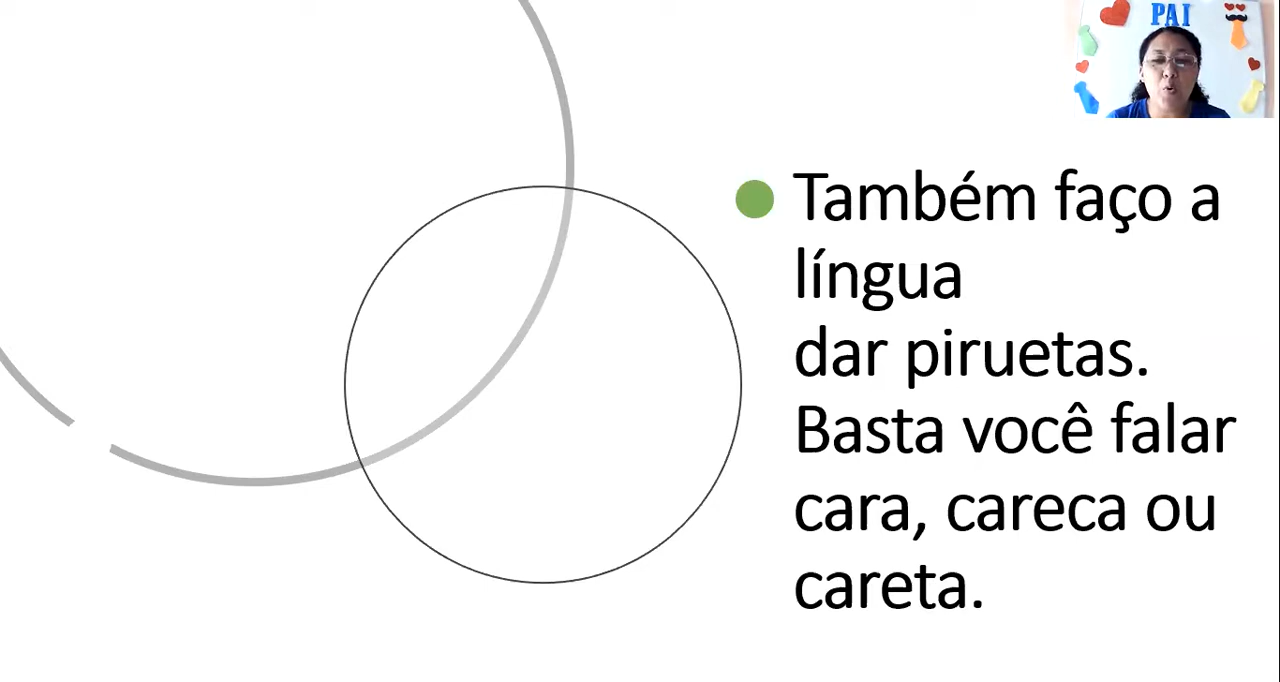 PAI
Também faço a
língua
dar piruetas.
Basta você falar
cara, careca ou
careta.